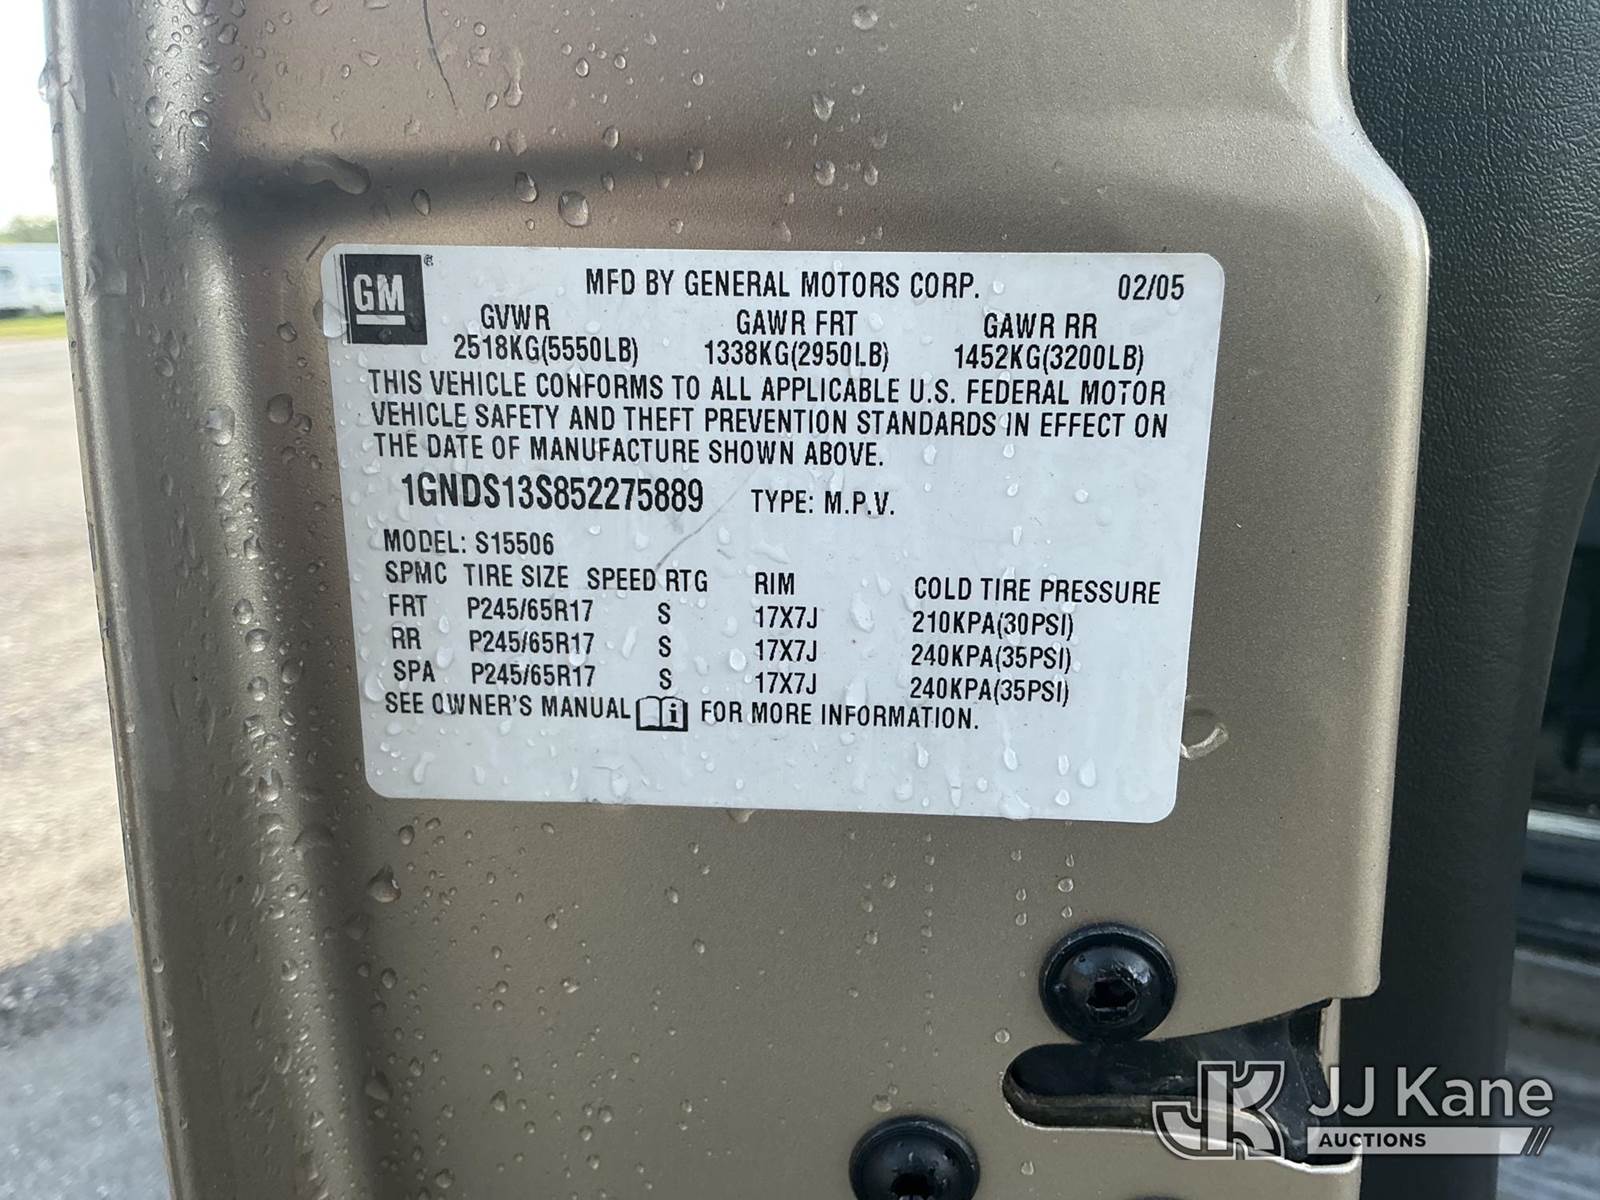 GM MFD BY GENERAL MOTORS CORP. 02/05
GVWR GAWR FRT GAWR RR
2518KG(5550LB) 1338KG(2950LB) 1452KG(3200LB)
THIS VEHICLE CONFORMS TO ALL APPLICABLE U.S. FEDERAL MOTOR
VEHICLE SAFETY AND THEFT PREVENTION STANDARDS IN EFFECT ON
THE DATE OF MANUFACTURE SHOWN ABOVE.
1GNDS13S852275889 TYPE: M.P.V.
MODEL: S15506
SPMC TIRE SIZE SPEED RTG RIM COLD TIRE PRESSURE
FRT P245/65R17 S 17X7J 210KPA(30PSI)
RR P245/65R17 S 17X7J 240KPA(35PSI)
SPA P245/65R17 S 17X7J 240KPA(35PSI)
SEE OWNER'S MANUAL i FOR MORE INFORMATION.
JK JJ Kane
AUCTIONS